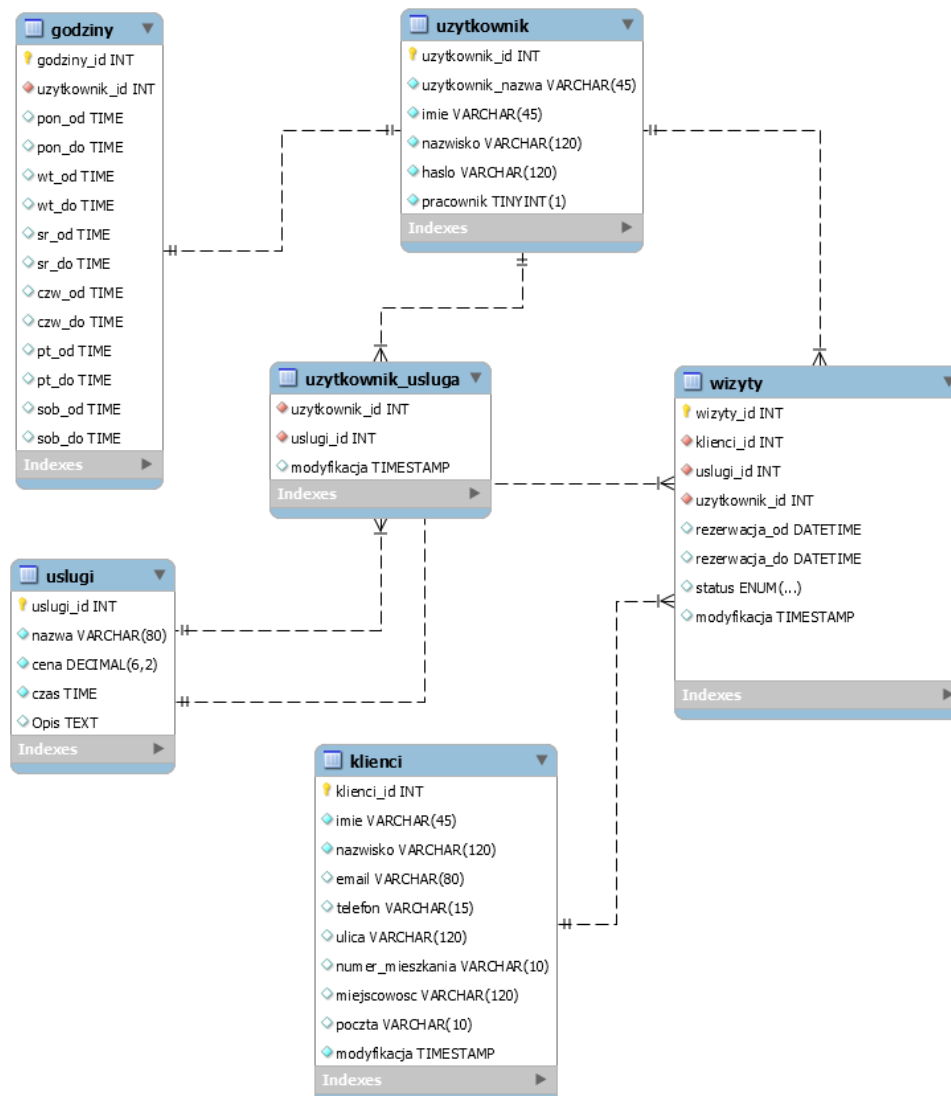 godziny
godziny_id INT
uzytkownik_id INT
pon_od TIME
pon_do TIME
wt_od TIME
wt_do TIME
sr_od TIME
sr_do TIME
czw_od TIME
czw_do TIME
pt_od TIME
pt_do TIME
sob_od TIME
sob_do TIME
Indexes
uzytkownik
uzytkownik_id INT
uzytkownik_nazwa VARCHAR(45)
imie VARCHAR(45)
nazwisko VARCHAR(120)
haslo VARCHAR(120)
pracownik TINYINT(1)
Indexes
uzytkownik_usluga
uzytkownik_id INT
uslugi_id INT
modyfikacja TIMESTAMP
Indexes
wizyty
wizyty_id INT
klienci_id INT
uslugi_id INT
uzytkownik_id INT
rezerwacja_od DATETIME
rezerwacja_do DATETIME
status ENUM(...)
modyfikacja TIMESTAMP
Indexes
uslugi
uslugi_id INT
nazwa VARCHAR(80)
cena DECIMAL(6,2)
czas TIME
Opis TEXT
Indexes
klienci
klienci_id INT
imie VARCHAR(45)
nazwisko VARCHAR(120)
email VARCHAR(80)
telefon VARCHAR(15)
ulica VARCHAR(120)
numer_mieszkania VARCHAR(10)
miejscowosc VARCHAR(120)
poczta VARCHAR(10)
modyfikacja TIMESTAMP
Indexes